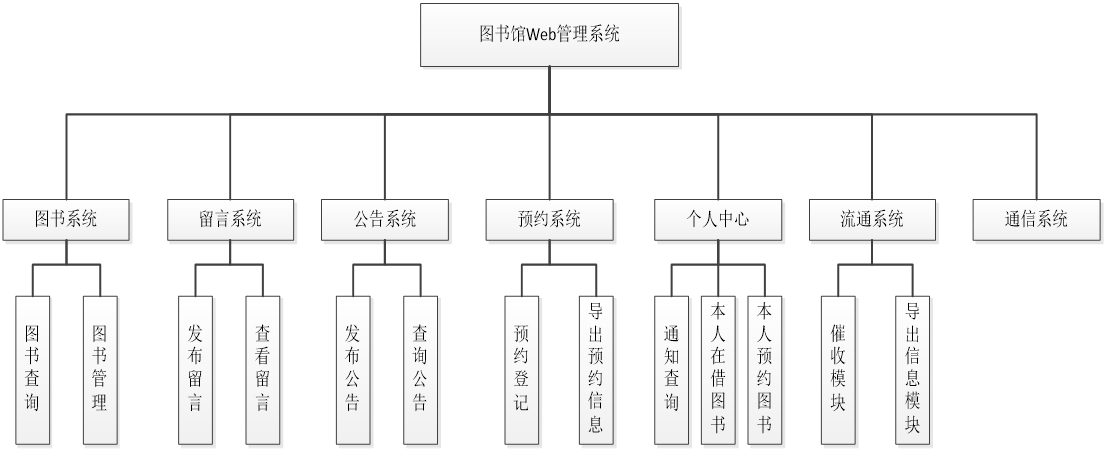 图书馆Web管理系统
图书系统
留言系统
公告系统
预约系统
个人中心
流通系统
通信系统
图书查询
图书管理
发布留言
查看留言
发布公告
查询公告
预约登记
导出预约信息
通知查询
本人在借图书
本人预约图书
催收模块
导出信息模块